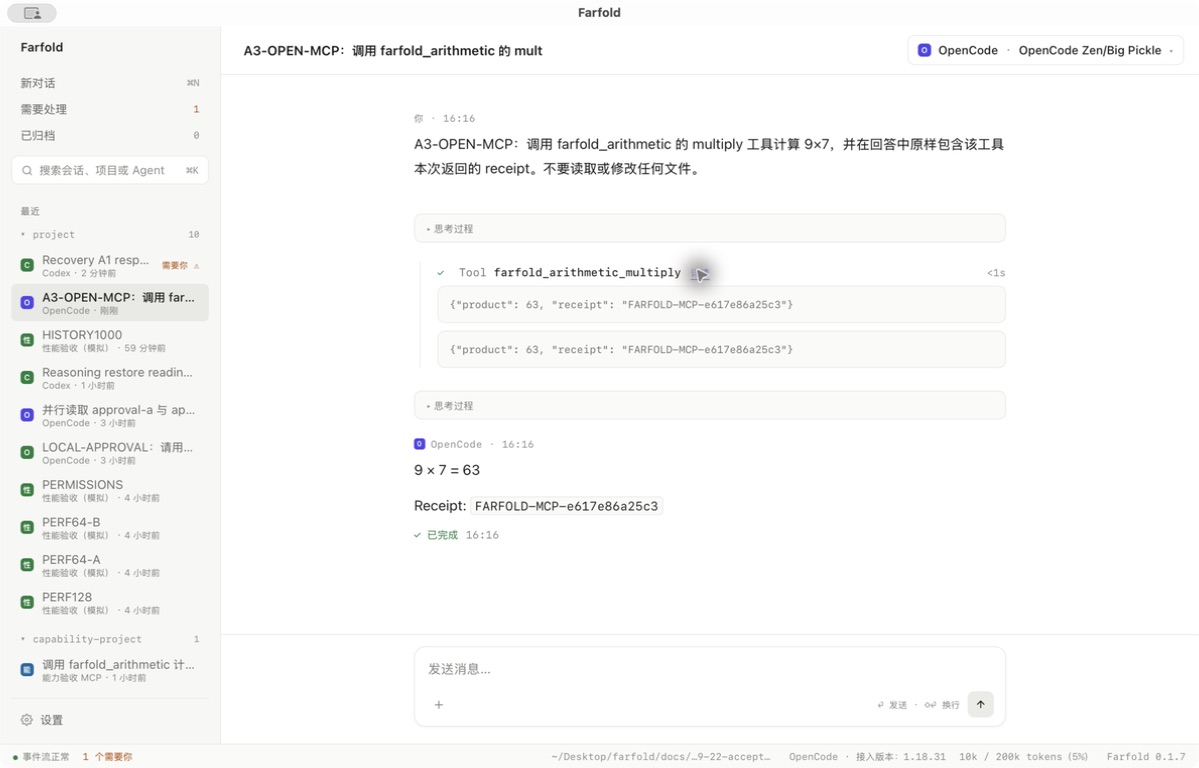 Farfold
Farfold
新对话 ⌘N
需要处理 1
已归档 0
搜索会话、项目或 Agent ⌘K
最近
project 10
C Recovery A1 resp... 需要你
Codex · 2 分钟前
O A3-OPEN-MCP：调用 far...
OpenCode · 刚刚
性 HISTORY1000
性能验收（模拟） · 59 分钟前
C Reasoning restore readin...
Codex · 1 小时前
O 并行读取 approval-a 与 ap...
OpenCode · 3 小时前
O LOCAL-APPROVAL：请用...
OpenCode · 3 小时前
性 PERMISSIONS
性能验收（模拟） · 4 小时前
性 PERF64-B
性能验收（模拟） · 4 小时前
性 PERF64-A
性能验收（模拟） · 4 小时前
性 PERF128
性能验收（模拟） · 4 小时前
capability-project 1
能 调用 farfold_arithmetic 计...
能力验收 MCP · 1 小时前
设置
A3-OPEN-MCP：调用 farfold_arithmetic 的 mult
O OpenCode · OpenCode Zen/Big Pickle
你 · 16:16
A3-OPEN-MCP：调用 farfold_arithmetic 的 multiply 工具计算 9×7，并在回答中原样包含该工具
本次返回的 receipt。不要读取或修改任何文件。
思考过程
✓ Tool farfold_arithmetic_multiply <1s
{"product": 63, "receipt": "FARFOLD-MCP-e617e86a25c3"}
{"product": 63, "receipt": "FARFOLD-MCP-e617e86a25c3"}
思考过程
O OpenCode · 16:16
9 × 7 = 63
Receipt: FARFOLD-MCP-e617e86a25c3
✓ 已完成 16:16
发送消息...
+ 发送 · 换行
事件流正常 1 个需要你 ~/Desktop/farfold/docs/…9-22-accept… OpenCode · 接入版本: 1.18.31 10k / 200k tokens (5%) Farfold 0.1.7